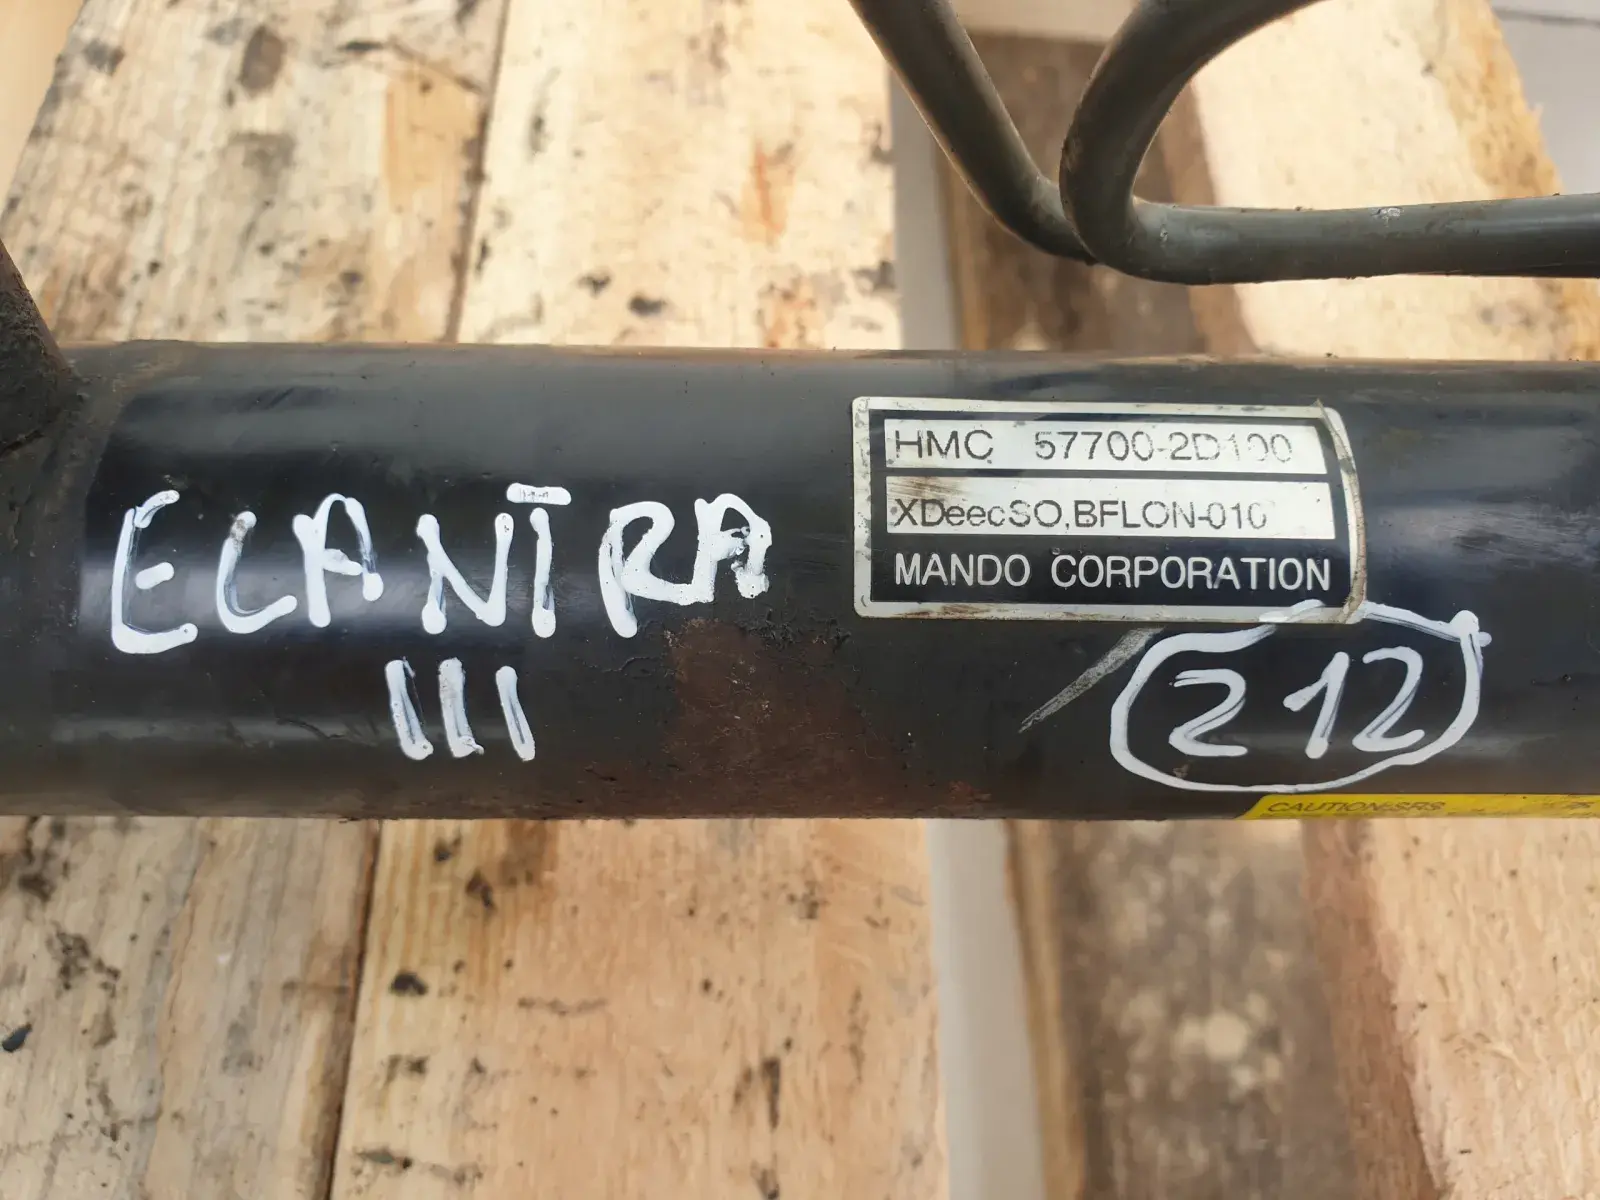 HMC 57700-2D100
XDeecSO,BFLON-010
MANDO CORPORATION
ELANTRA
III
212
CAUTION:SRS